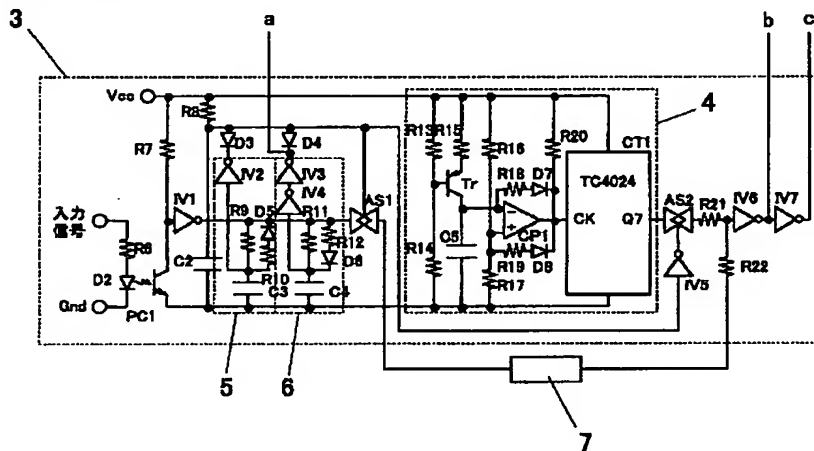 3
a
b
c
Vcc
R8
R7
D3
D4
IV2
IV3
IV4
IV1
入力
信号
R6
D2
Gnd
PC1
C2
R9
D5
R11
R10
C3
R12
D6
C4
AS1
5
6
R13
R15
R16
R20
4
CT1
TC4024
Tr
R18
D7
CK
Q7
CP1
C5
R14
R19
D8
R17
AS2
R21
IV6
IV7
IV5
R22
7